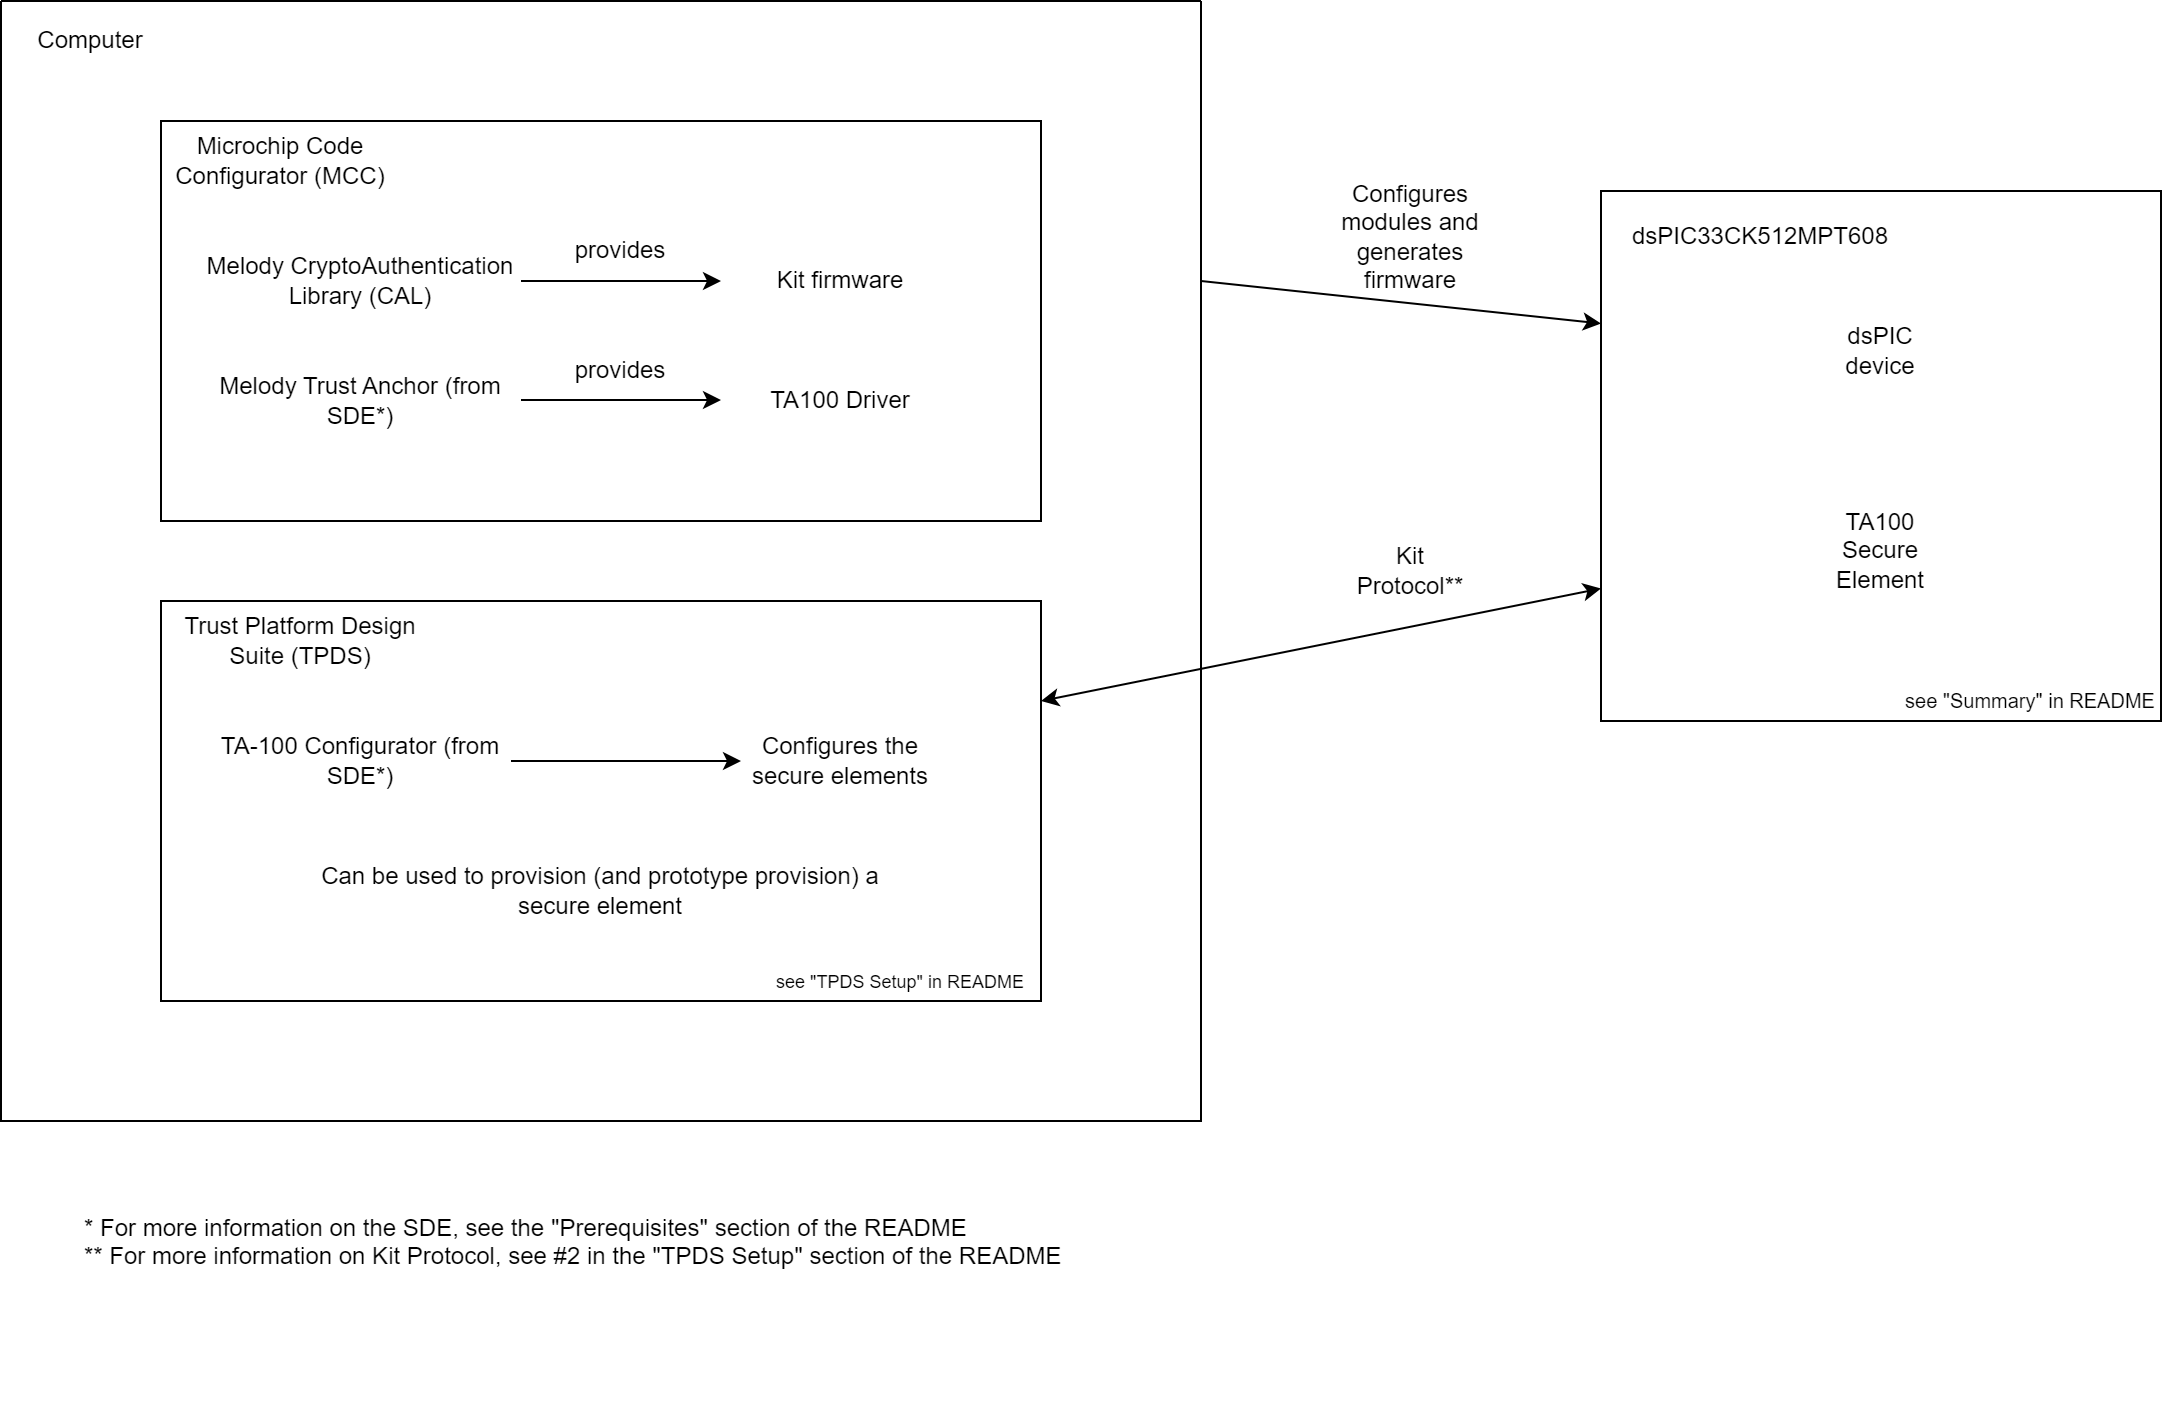 Computer
Microchip Code
Configurator (MCC)
Melody CryptoAuthentication
Library (CAL)
provides
Kit firmware
Melody Trust Anchor (from
SDE*)
provides
TA100 Driver
Trust Platform Design
Suite (TPDS)
TA-100 Configurator (from
SDE*)
Configures the
secure elements
Can be used to provision (and prototype provision) a
secure element
see "TPDS Setup" in README
Configures
modules and
generates
firmware
Kit
Protocol**
dsPIC33CK512MPT608
dsPIC
device
TA100
Secure
Element
see "Summary" in README
* For more information on the SDE, see the "Prerequisites" section of the README
** For more information on Kit Protocol, see #2 in the "TPDS Setup" section of the README